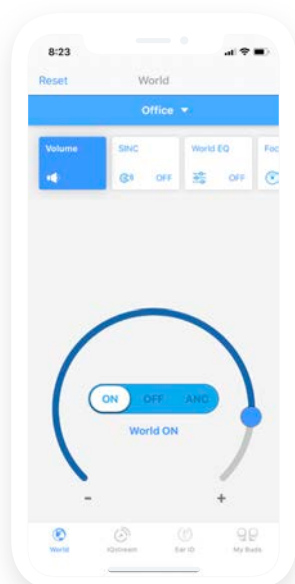 8:23
Reset World
Office
Volume SINC World EQ Foc
OFF OFF
ON OFF ANC
World ON
- +
World IQstream Ear ID My Buds